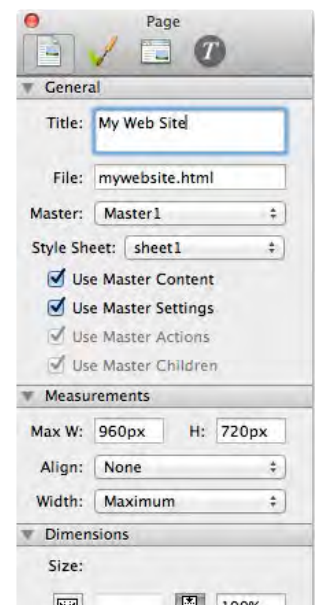 Page
T
General
Title: My Web Site
File: mywebsite.html
Master: Master1
Style Sheet: sheet1
Use Master Content
Use Master Settings
Use Master Actions
Use Master Children
Measurements
Max W: 960px H: 720px
Align: None
Width: Maximum
Dimensions
Size:
100%